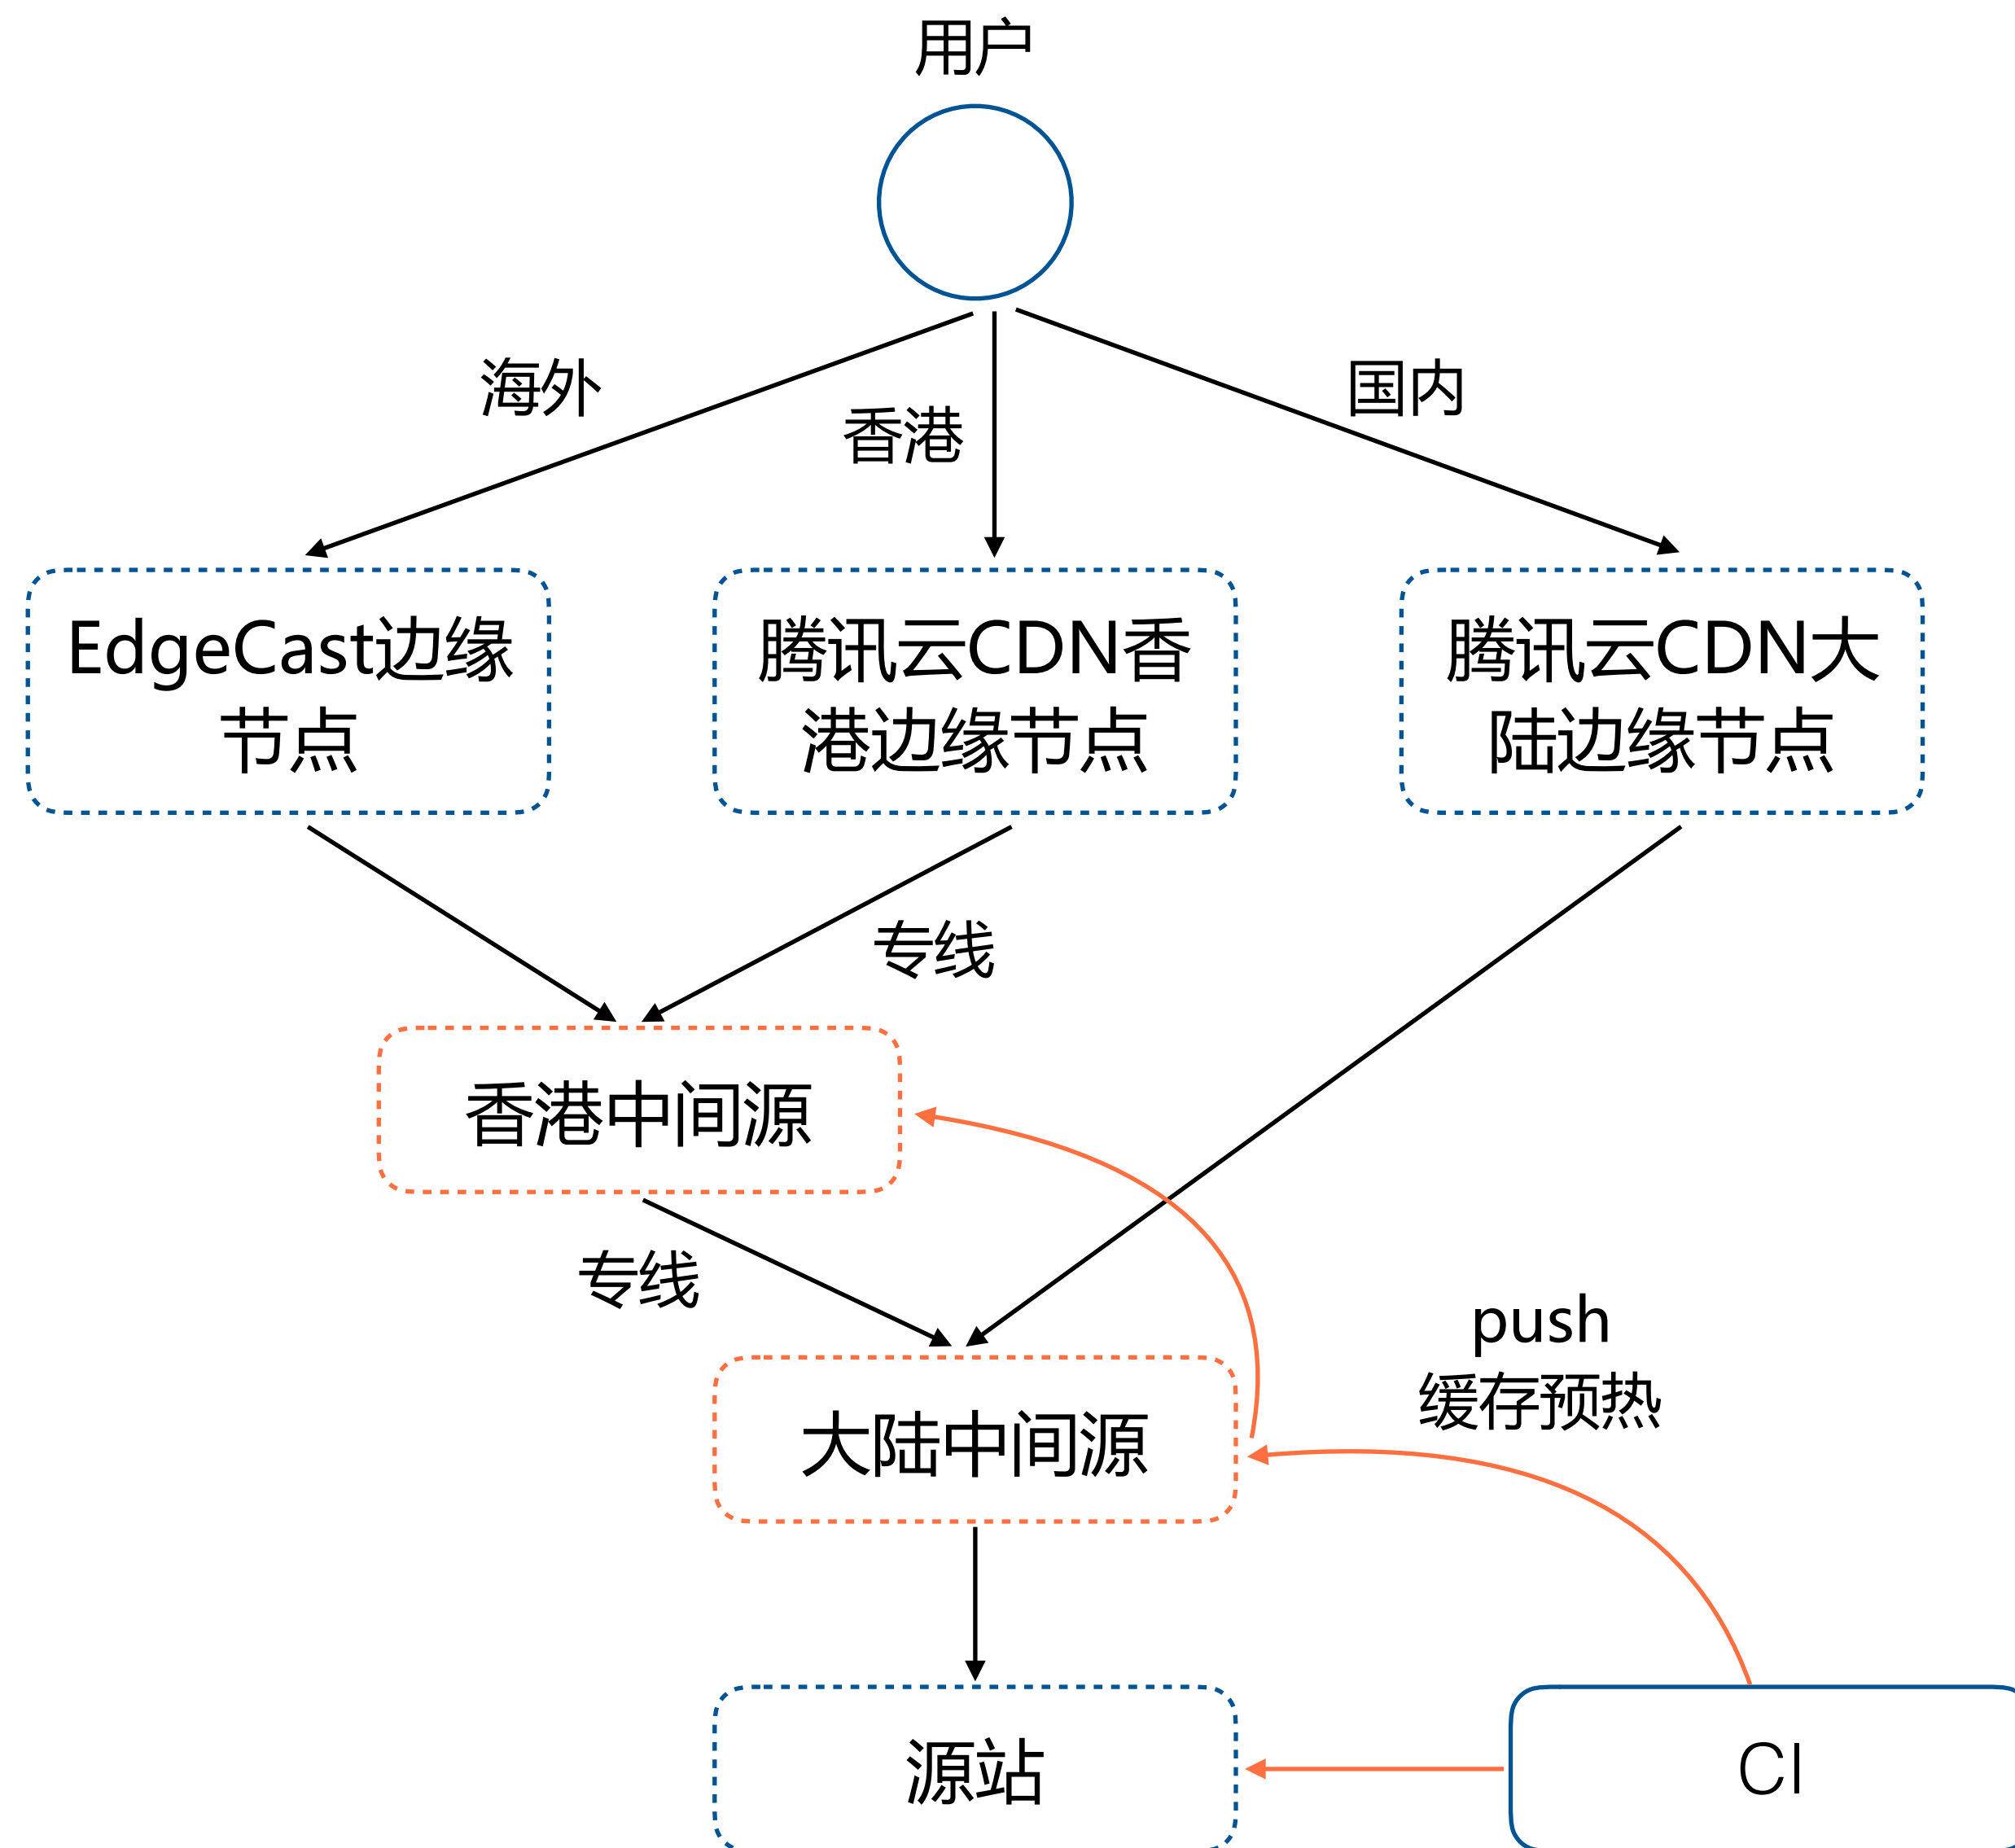 用户
海外
国内
香港
EdgeCast边缘
节点
腾讯云CDN香
港边缘节点
腾讯云CDN大
陆边缘节点
专线
香港中间源
专线
push
缓存预热
大陆中间源
源站
CI